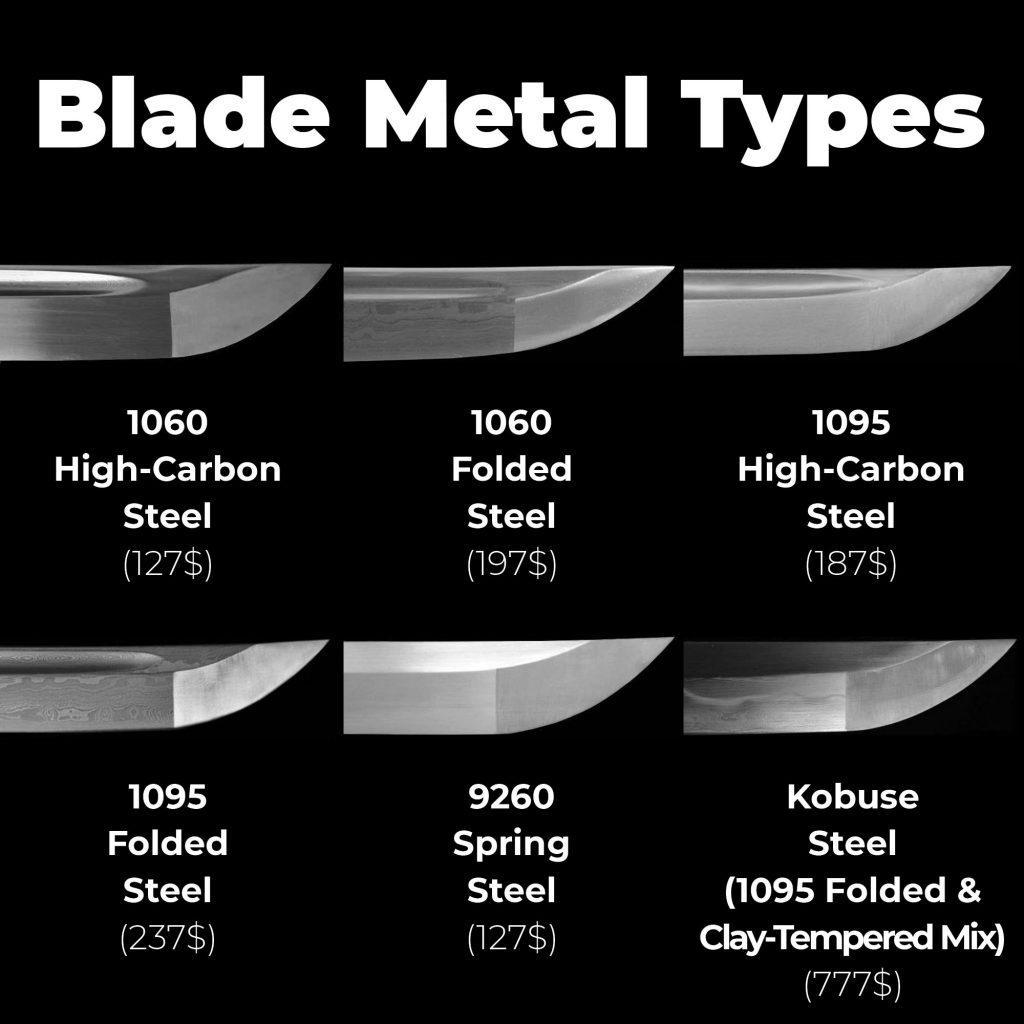 Blade Metal Types
1060
High-Carbon
Steel
(127$)
1060
Folded
Steel
(197$)
1095
High-Carbon
Steel
(187$)
1095
Folded
Steel
(237$)
9260
Spring
Steel
(127$)
Kobuse
Steel
(1095 Folded &
Clay-Tempered Mix)
(777$)